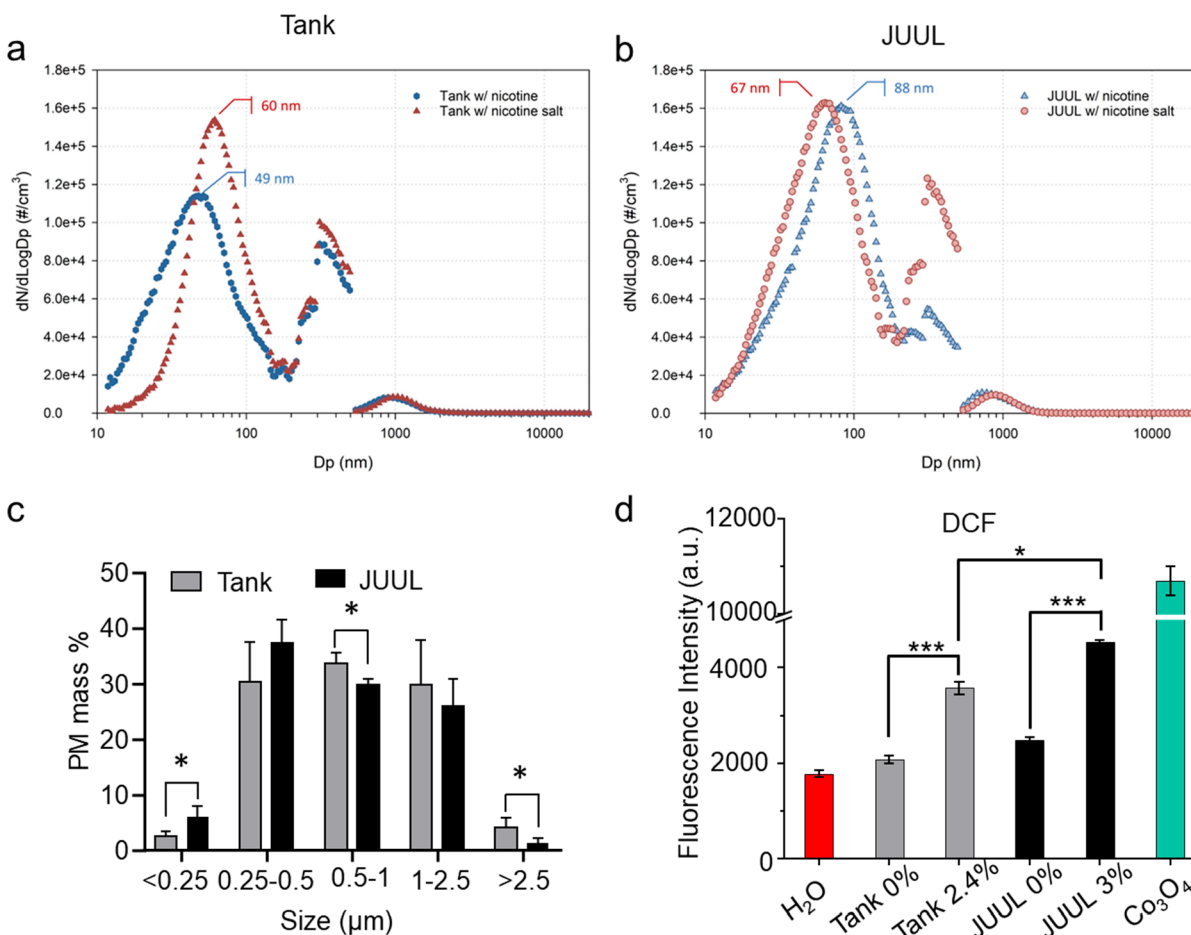 Tank
JUUL
a
b
1.8e+5
1.6e+5
1.4e+5
1.2e+5
1.0e+5
8.0e+4
6.0e+4
4.0e+4
2.0e+4
0.0
dN/dLogDp (#/cm³)
60 nm
49 nm
Tank w/ nicotine
Tank w/ nicotine salt
10
100
1000
10000
Dp (nm)
1.8e+5
1.6e+5
1.4e+5
1.2e+5
1.0e+5
8.0e+4
6.0e+4
4.0e+4
2.0e+4
0.0
dN/dLogDp (#/cm³)
67 nm
88 nm
JUUL w/ nicotine
JUUL w/ nicotine salt
10
100
1000
10000
Dp (nm)
c
50
40
30
20
10
0
PM mass %
Tank
JUUL
*
*
*
<0.25
0.25-0.5
0.5-1
1-2.5
>2.5
Size (µm)
d
DCF
12000
10000
4000
2000
0
Fluorescence Intensity (a.u.)
*
***
***
H₂O
Tank 0%
Tank 2.4%
JUUL 0%
JUUL 3%
Co₃O₄